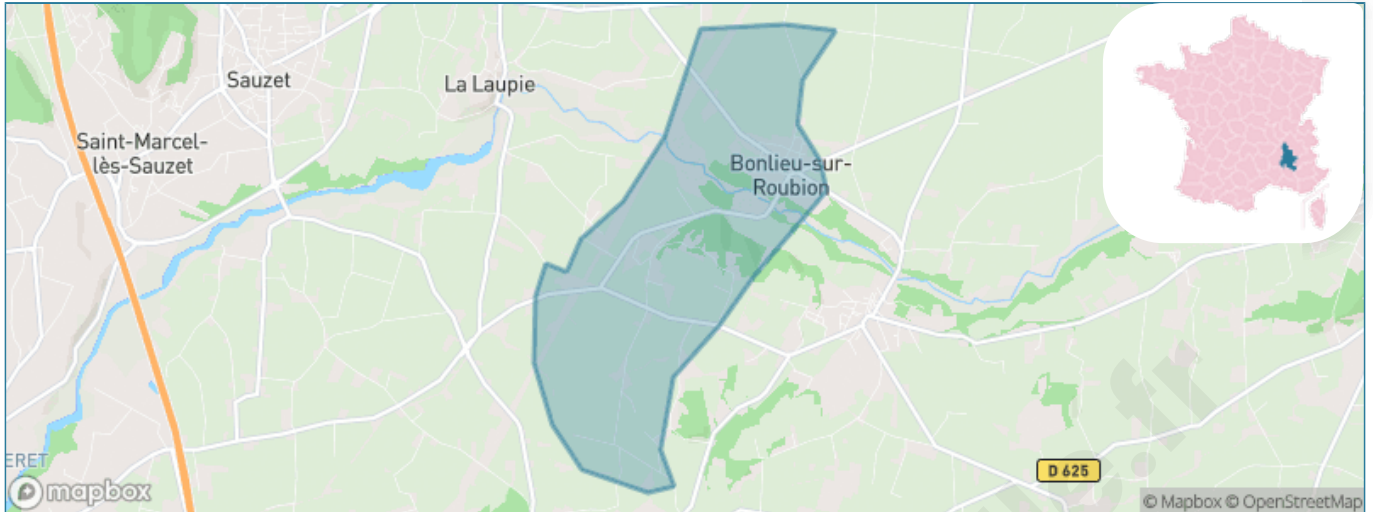 Sauzet
La Laupie
Saint-Marcel-
lès-Sauzet
Bonlieu-sur-
Roubion
ERET
D 625
mapbox
© Mapbox © OpenStreetMap